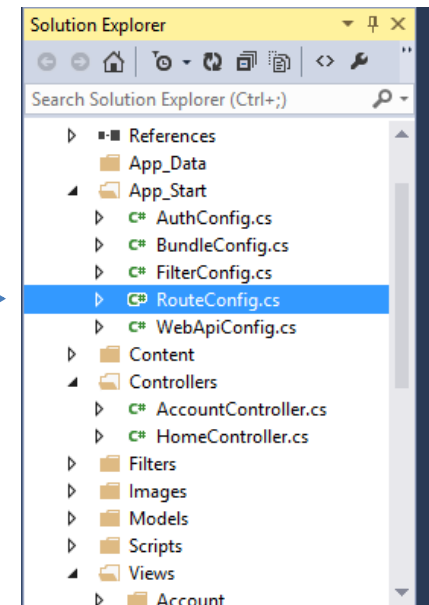 Solution Explorer
Search Solution Explorer (Ctrl+;)
References
App_Data
App_Start
C# AuthConfig.cs
C# BundleConfig.cs
C# FilterConfig.cs
C# RouteConfig.cs
C# WebApiConfig.cs
Content
Controllers
C# AccountController.cs
C# HomeController.cs
Filters
Images
Models
Scripts
Views
Account